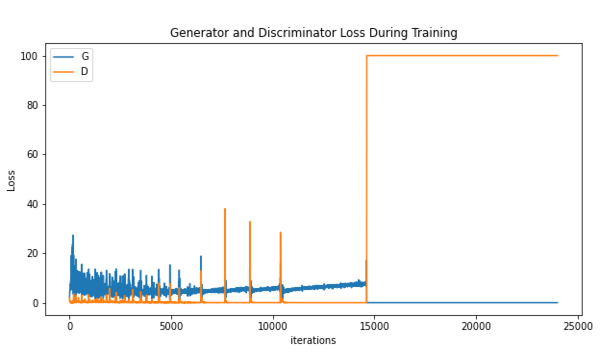 Generator and Discriminator Loss During Training
G
D
100
80
60
40
20
0
Loss
0
5000
10000
15000
20000
25000
iterations